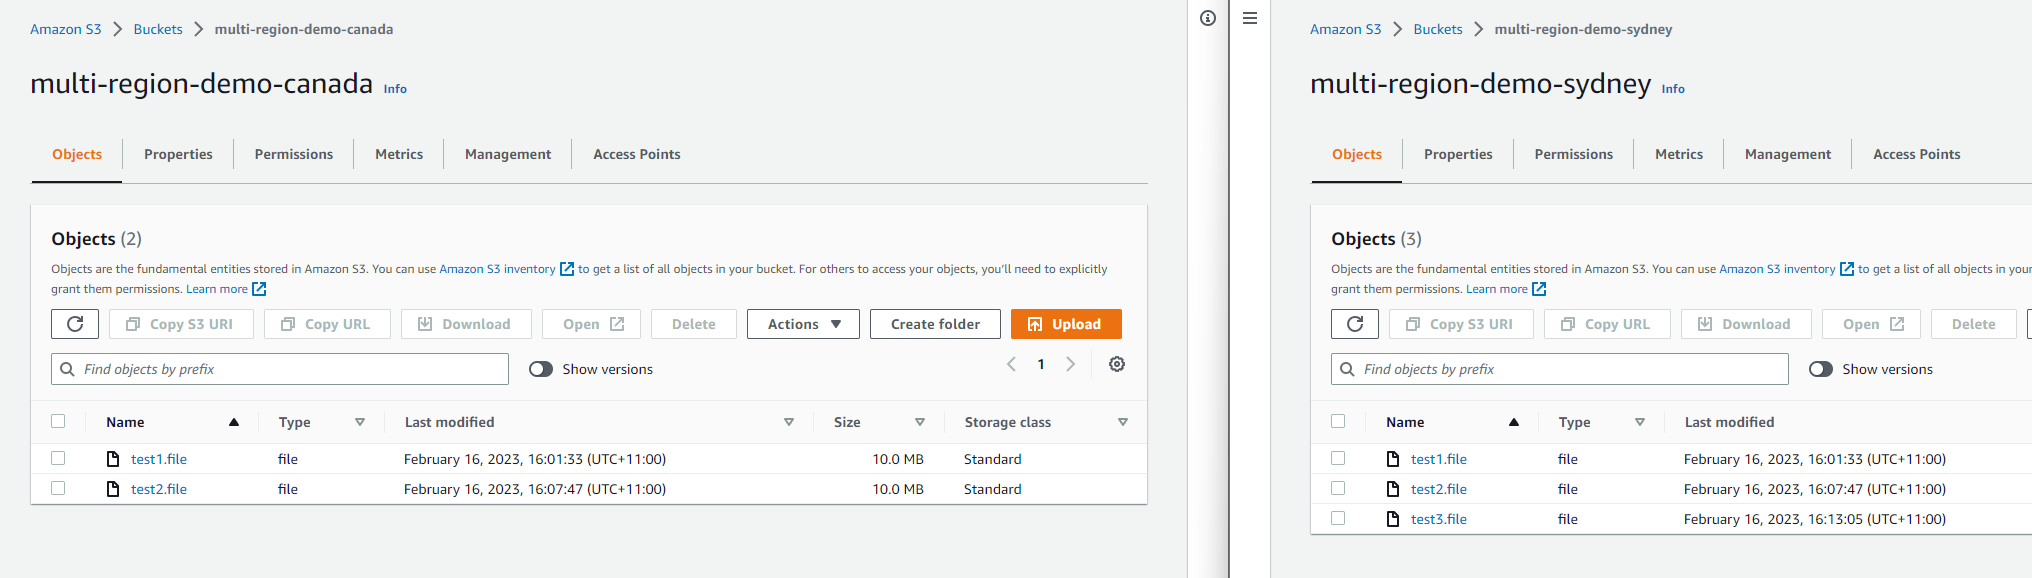 Amazon S3 > Buckets > multi-region-demo-canada
multi-region-demo-canada Info
Objects Properties Permissions Metrics Management Access Points
Objects (2)
Objects are the fundamental entities stored in Amazon S3. You can use Amazon S3 inventory to get a list of all objects in your bucket. For others to access your objects, you'll need to explicitly
grant them permissions. Learn more
Copy S3 URI Copy URL Download Open Delete Actions Create folder Upload
Find objects by prefix Show versions 1
Name Type Last modified Size Storage class
test1.file file February 16, 2023, 16:01:33 (UTC+11:00) 10.0 MB Standard
test2.file file February 16, 2023, 16:07:47 (UTC+11:00) 10.0 MB Standard
Amazon S3 > Buckets > multi-region-demo-sydney
multi-region-demo-sydney Info
Objects Properties Permissions Metrics Management Access Points
Objects (3)
Objects are the fundamental entities stored in Amazon S3. You can use Amazon S3 inventory to get a list of all objects in your
grant them permissions. Learn more
Copy S3 URI Copy URL Download Open Delete
Find objects by prefix Show versions
Name Type Last modified
test1.file file February 16, 2023, 16:01:33 (UTC+11:00)
test2.file file February 16, 2023, 16:07:47 (UTC+11:00)
test3.file file February 16, 2023, 16:13:05 (UTC+11:00)